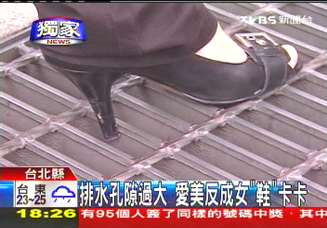 獨家
NEWS
TVBS 新聞台
台北縣
台東
23~25
排水孔隙過大 愛美反成女"鞋"卡卡
18:26
有95個人簽了同樣的號碼中獎,其中